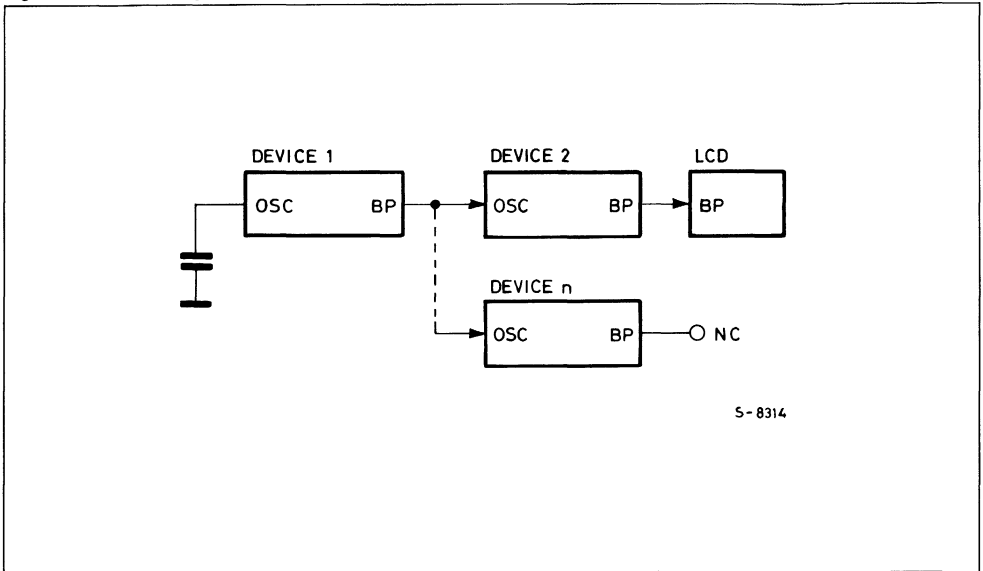 DEVICE 1
DEVICE 2
LCD
OSC BP
OSC BP
BP
DEVICE n
OSC BP
NC
S-8314